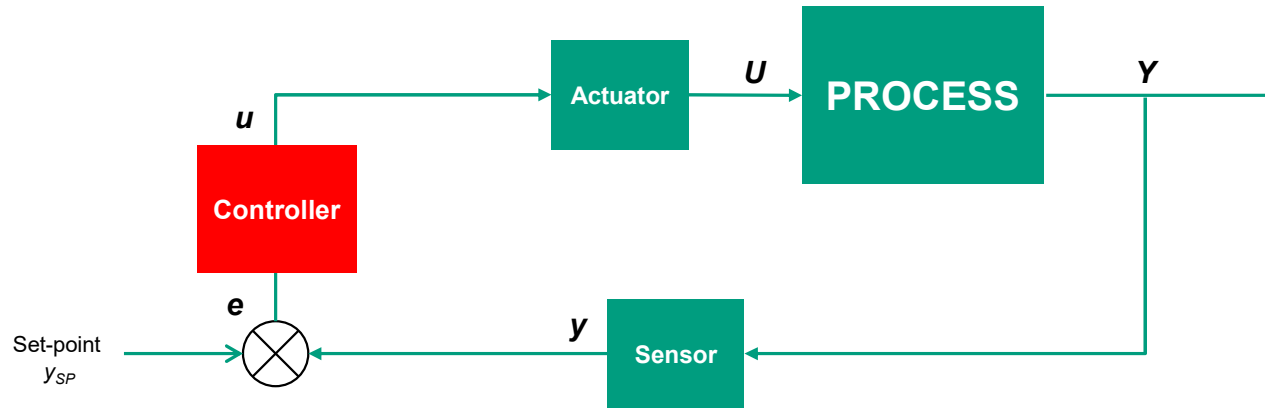 U
PROCESS
Y
Actuator
u
Controller
e
y
Sensor
Set-point
ySP